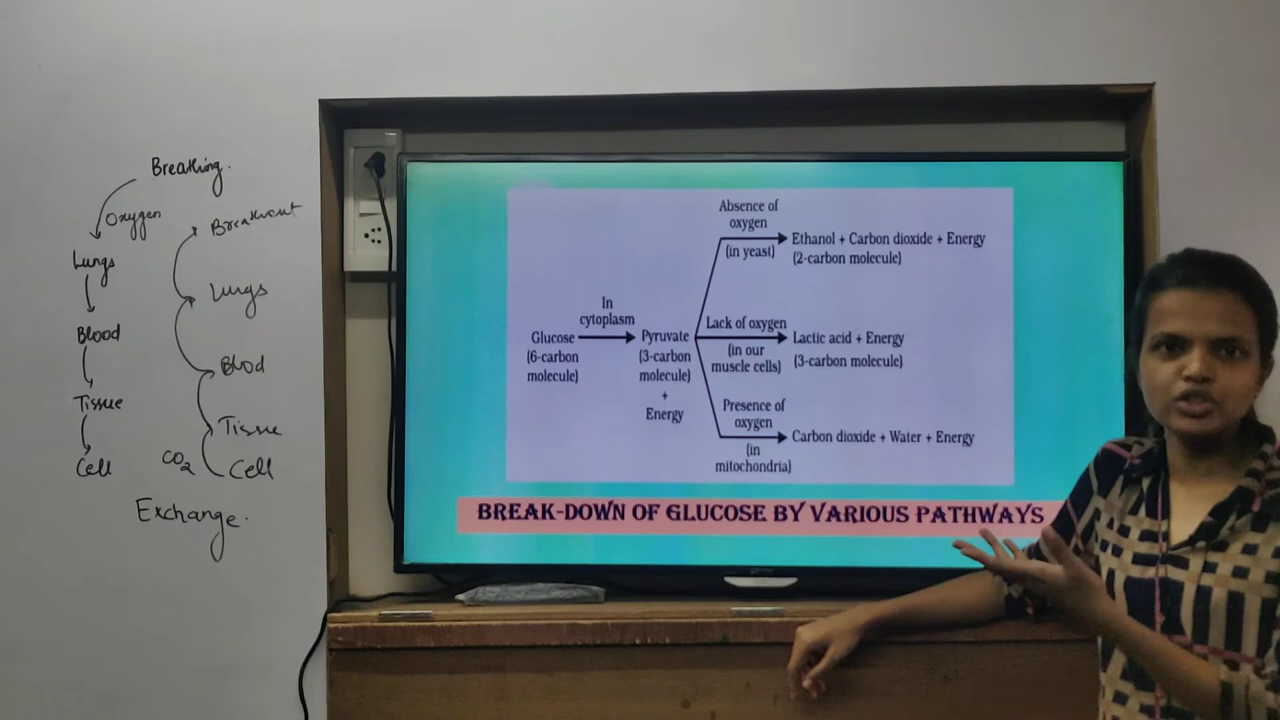 Breathing.
Oxygen
Lungs
Blood
Tissue
Cell
Breathout
Lungs
Blood
Tissue
CO2 Cell
Exchange.
Absence of
oxygen
(in yeast)
Ethanol + Carbon dioxide + Energy
(2-carbon molecule)
In
cytoplasm
Glucose
(6-carbon
molecule)
Pyruvate
(3-carbon
molecule)
+
Energy
Lack of oxygen
(in our
muscle cells)
Lactic acid + Energy
(3-carbon molecule)
Presence of
oxygen
(in
mitochondria)
Carbon dioxide + Water + Energy
BREAK-DOWN OF GLUCOSE BY VARIOUS PATHWAYS